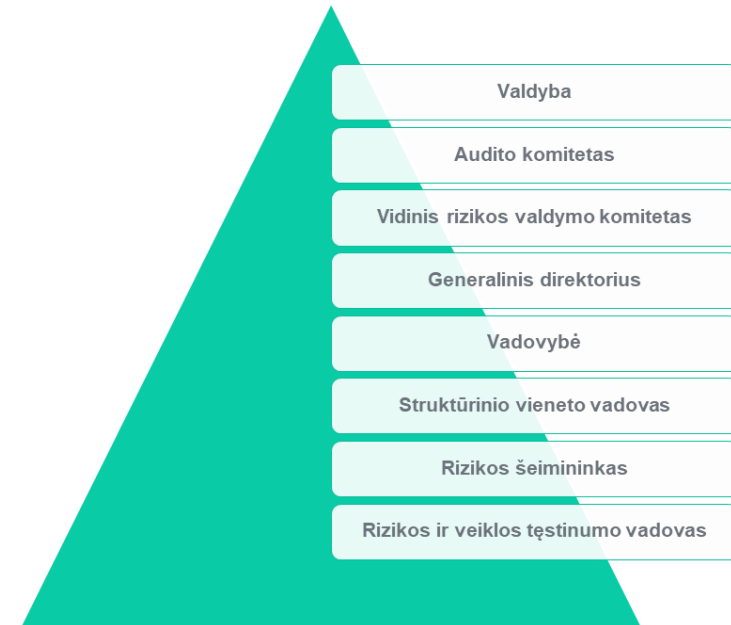 Valdyba
Audito komitetas
Vidinis rizikos valdymo komitetas
Generalinis direktorius
Vadovybė
Struktūrinio vieneto vadovas
Rizikos šeimininkas
Rizikos ir veiklos tęstinumo vadovas